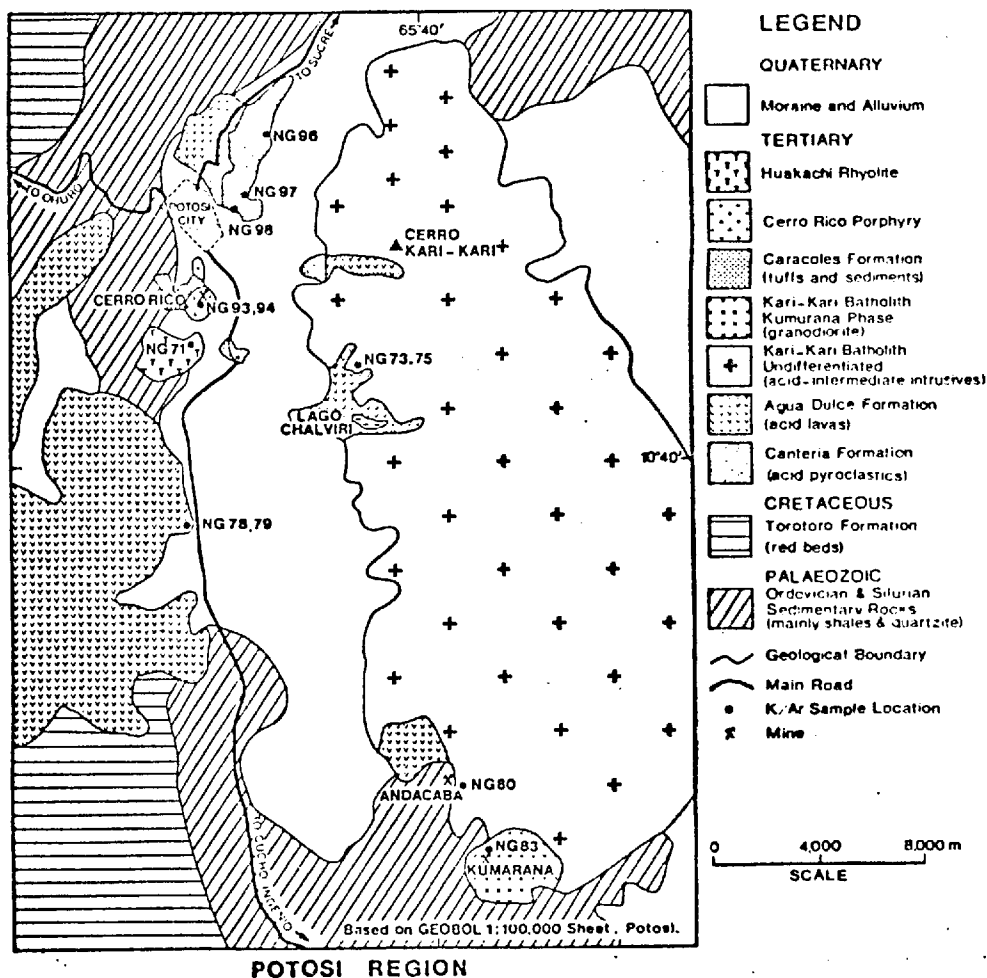 65°40'
TO SUCRE
NG96
TO ORURO
NG97
POTOSI
CITY
NG98
CERRO
KARI-KARI
CERRO RICO
NG93,94
NG71
NG73,75
LAGO
CHALVIRI
10°40'
NG78,79
NG80
ANDACABA
NG83
KUMARANA
TO CUCHO INGENIO
Based on GEOBOL 1:100,000 Sheet, Potosi.
POTOSI REGION
LEGEND
QUATERNARY
Moraine and Alluvium
TERTIARY
Huakachi Rhyolite
Cerro Rico Porphyry
Caracoles Formation
(tuffs and sediments)
Kari-Kari Batholith
Kumurana Phase
(granodiorite)
Kari-Kari Batholith
Undifferentiated
(acid-intermediate intrusives)
Agua Dulce Formation
(acid lavas)
Canteria Formation
(acid pyroclastics)
CRETACEOUS
Torotoro Formation
(red beds)
PALAEOZOIC
Ordovician & Silurian
Sedimentary Rocks
(mainly shales & quartzite)
Geological Boundary
Main Road
K/Ar Sample Location
Mine
0 4,000 8,000 m
SCALE